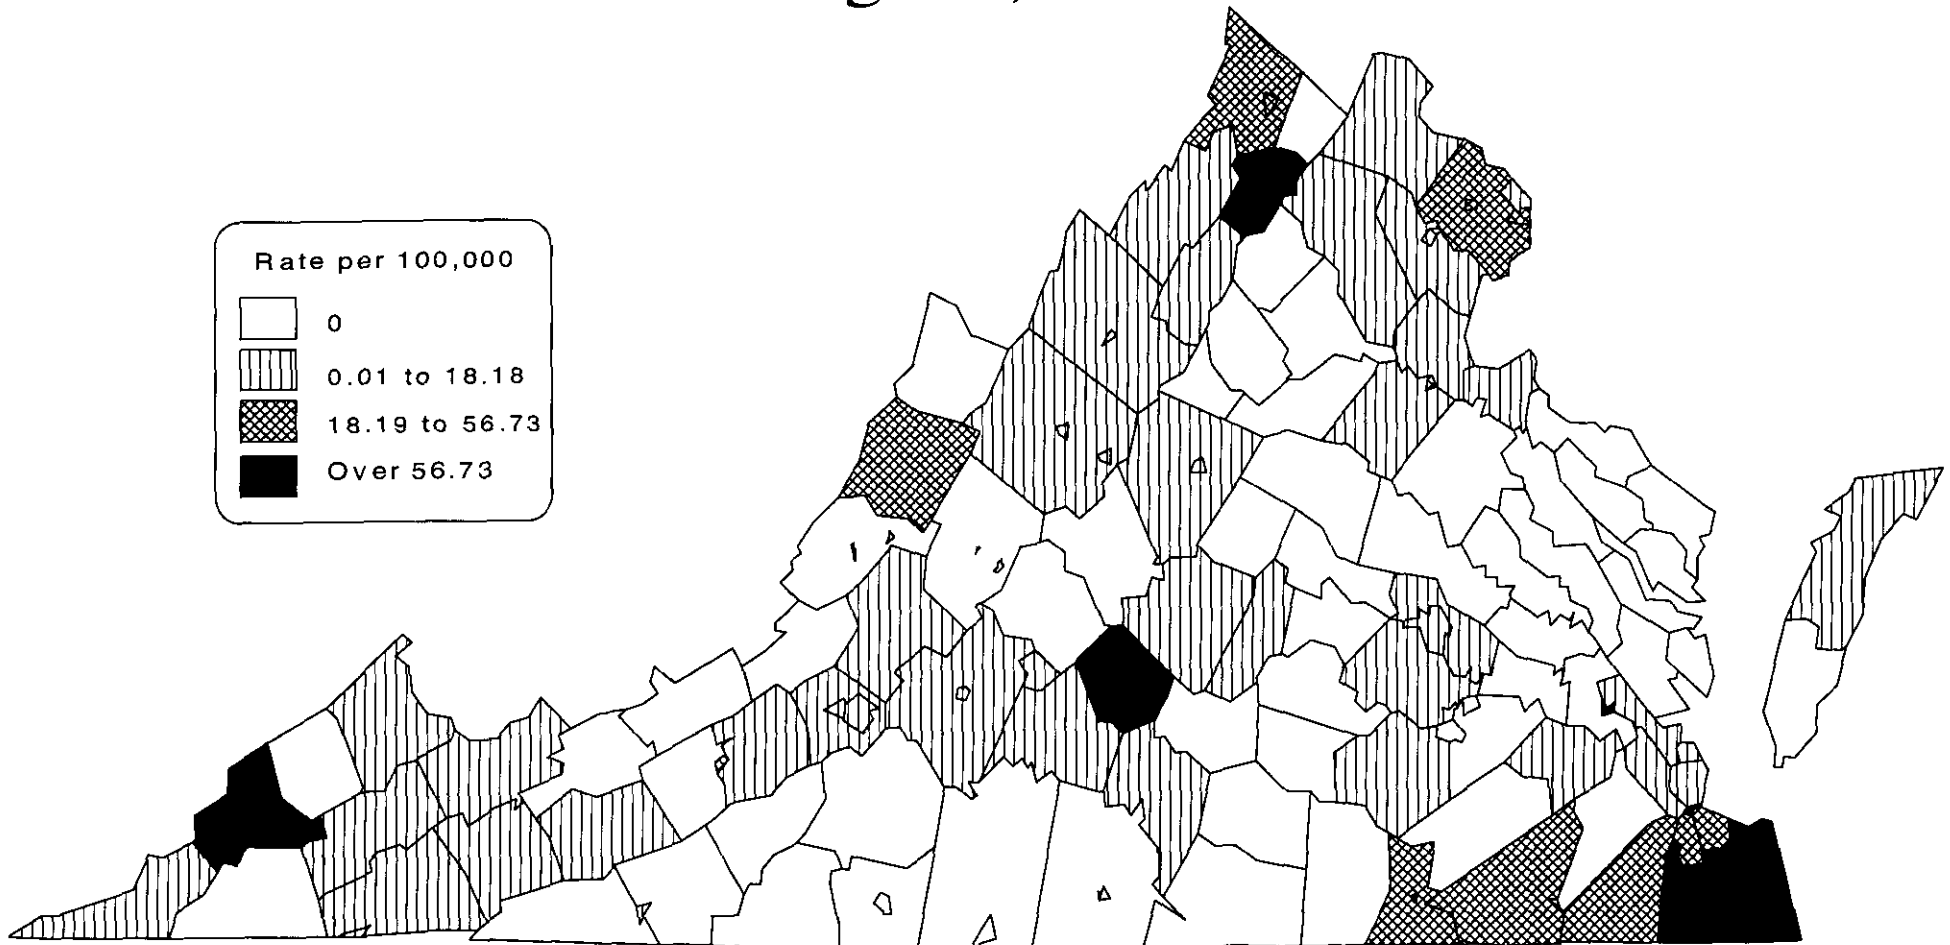 Rate per 100,000
0
0.01 to 18.18
18.19 to 56.73
Over 56.73